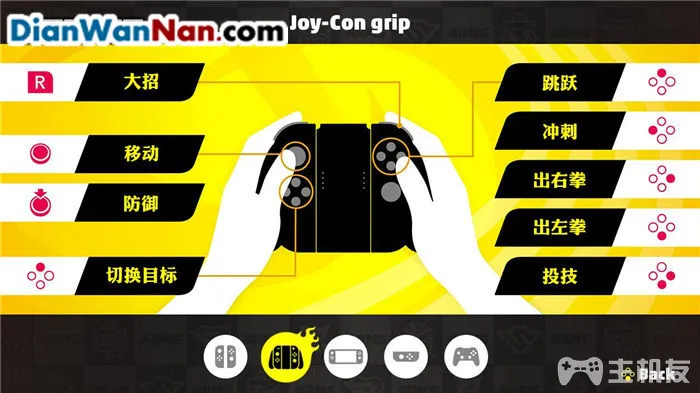 DianWanNan.com
Joy-Con grip
R
大招
移动
防御
切换目标
跳跃
冲刺
出右拳
出左拳
投技
Back
主机友